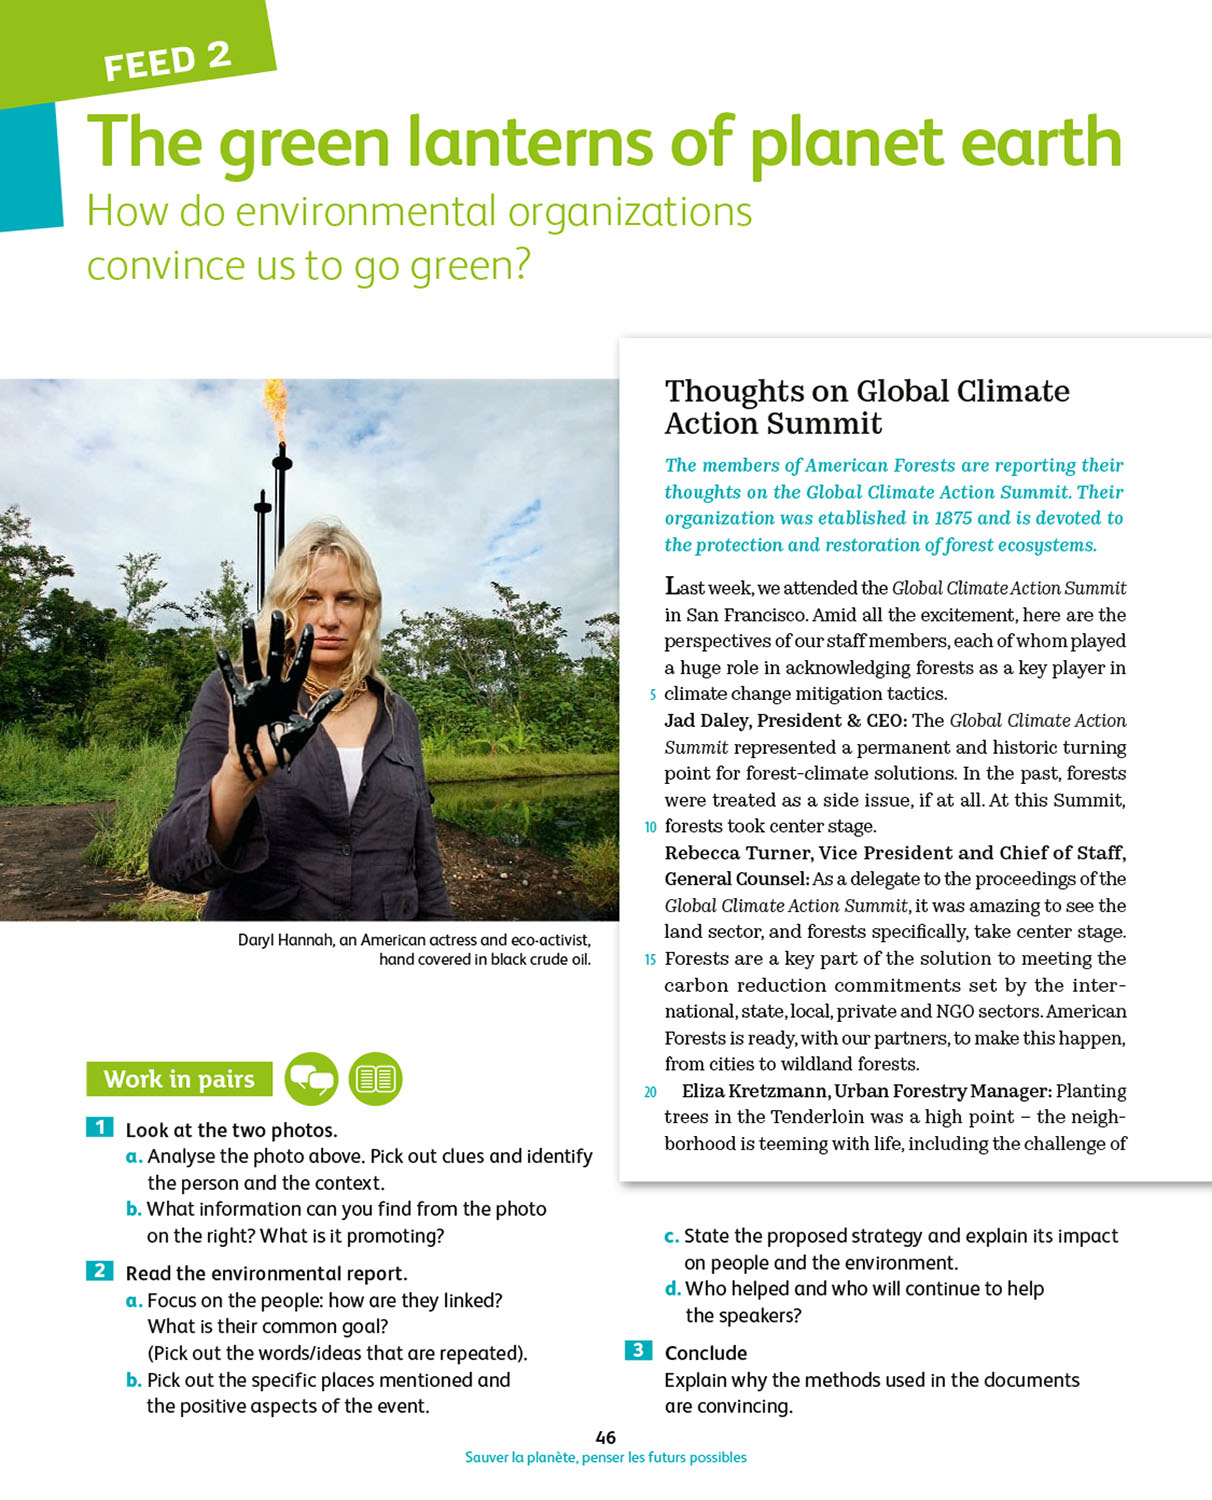 FEED 2
The green lanterns of planet earth
How do environmental organizations
convince us to go green?
Daryl Hannah, an American actress and eco-activist,
hand covered in black crude oil.
Thoughts on Global Climate
Action Summit
The members of American Forests are reporting their
thoughts on the Global Climate Action Summit. Their
organization was etablished in 1875 and is devoted to
the protection and restoration of forest ecosystems.
Last week, we attended the Global Climate Action Summit
in San Francisco. Amid all the excitement, here are the
perspectives of our staff members, each of whom played
a huge role in acknowledging forests as a key player in
5 climate change mitigation tactics.
Jad Daley, President & CEO: The Global Climate Action
Summit represented a permanent and historic turning
point for forest-climate solutions. In the past, forests
were treated as a side issue, if at all. At this Summit,
10 forests took center stage.
Rebecca Turner, Vice President and Chief of Staff,
General Counsel: As a delegate to the proceedings of the
Global Climate Action Summit, it was amazing to see the
land sector, and forests specifically, take center stage.
15 Forests are a key part of the solution to meeting the
carbon reduction commitments set by the inter-
national, state, local, private and NGO sectors. American
Forests is ready, with our partners, to make this happen,
from cities to wildland forests.
20 Eliza Kretzmann, Urban Forestry Manager: Planting
trees in the Tenderloin was a high point – the neigh-
borhood is teeming with life, including the challenge of
Work in pairs
1 Look at the two photos.
a. Analyse the photo above. Pick out clues and identify
the person and the context.
b. What information can you find from the photo
on the right? What is it promoting?
2 Read the environmental report.
a. Focus on the people: how are they linked?
What is their common goal?
(Pick out the words/ideas that are repeated).
b. Pick out the specific places mentioned and
the positive aspects of the event.
c. State the proposed strategy and explain its impact
on people and the environment.
d. Who helped and who will continue to help
the speakers?
3 Conclude
Explain why the methods used in the documents
are convincing.
46
Sauver la planète, penser les futurs possibles